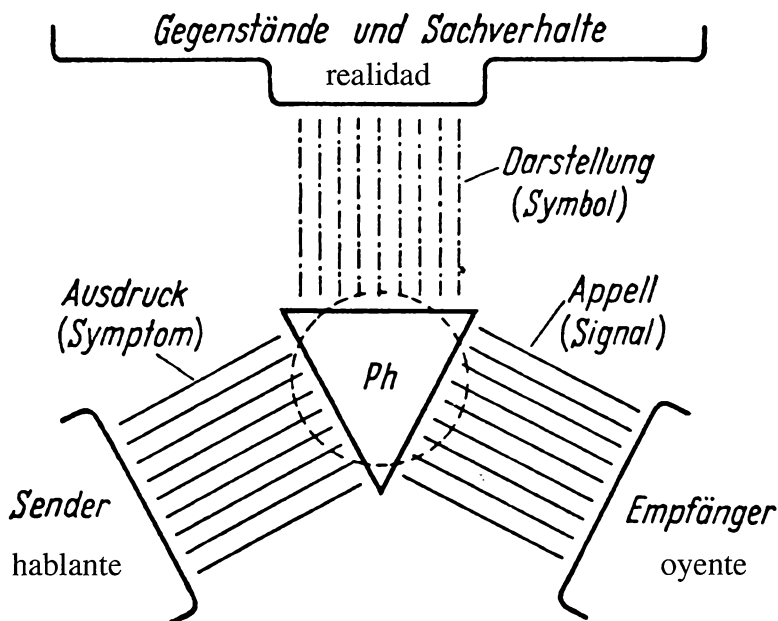 Gegenstände und Sachverhalte
realidad
Darstellung
(Symbol)
Ausdruck
(Symptom)
Appell
(Signal)
Ph
Sender
hablante
Empfänger
oyente